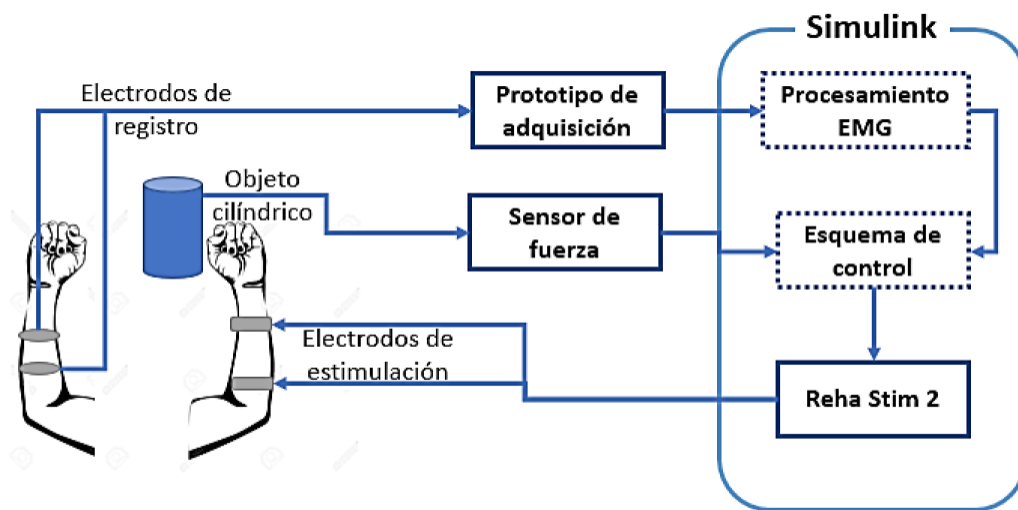 Simulink
Electrodos de
registro
Prototipo de
adquisición
Procesamiento
EMG
Objeto
cilíndrico
Sensor de
fuerza
Esquema de
control
Electrodos de
estimulación
Reha Stim 2